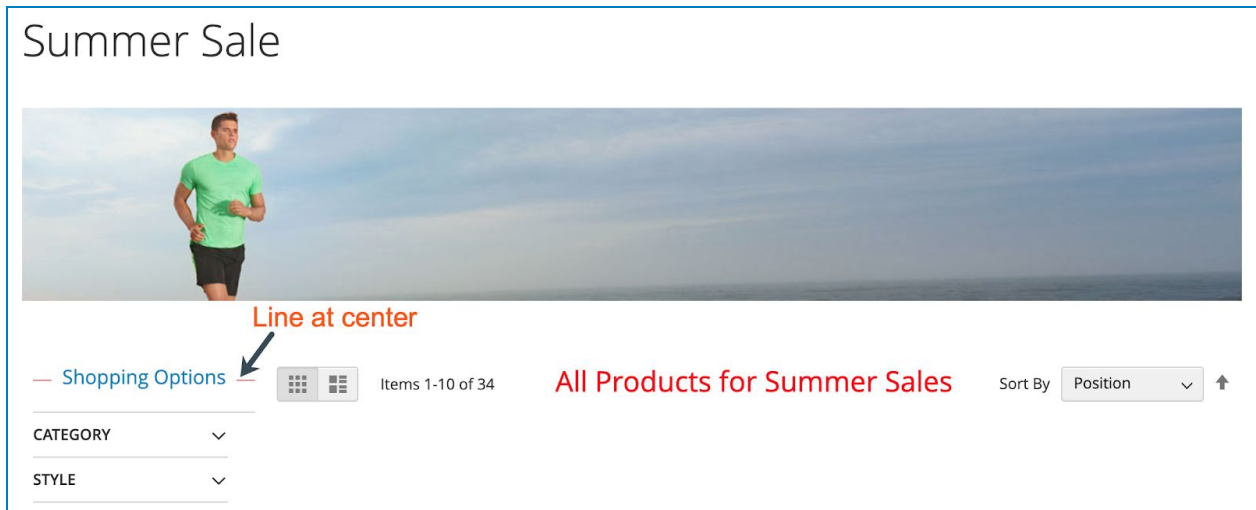 Summer Sale
Line at center
Shopping Options
Items 1-10 of 34
All Products for Summer Sales
Sort By
Position
CATEGORY
STYLE